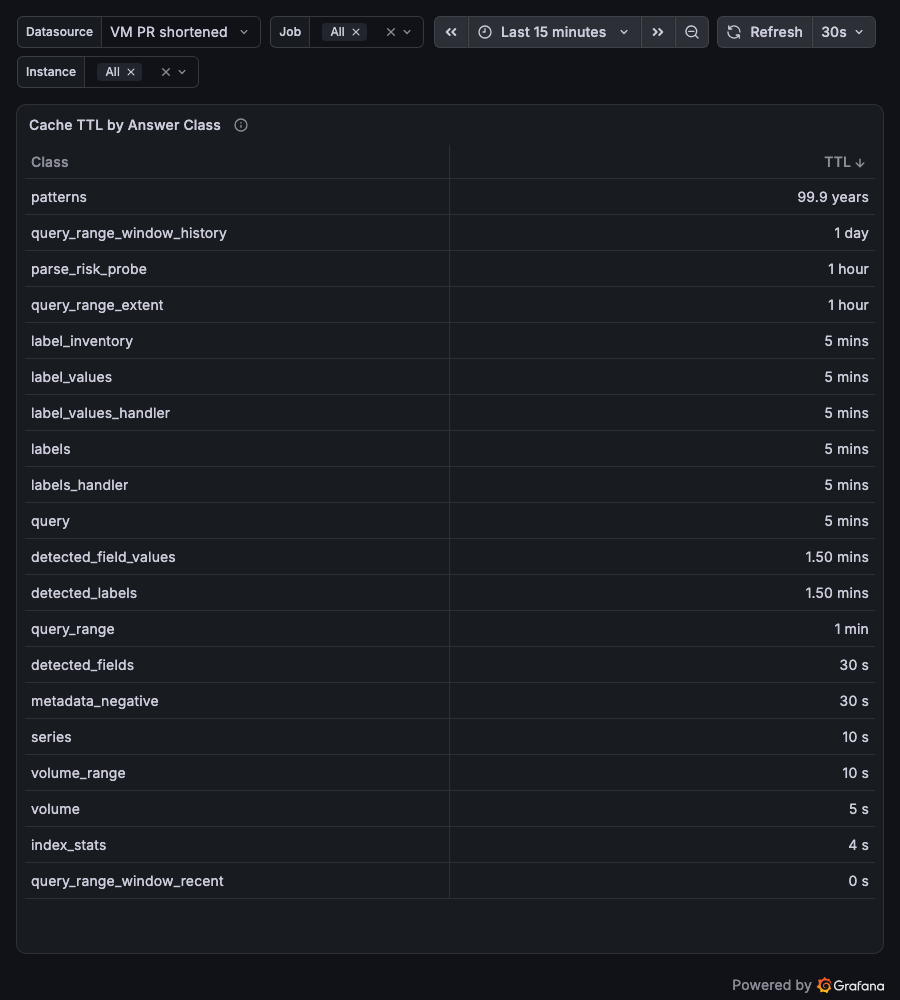 Datasource VM PR shortened Job All Last 15 minutes Refresh 30s
Instance All
Cache TTL by Answer Class
Class TTL
patterns 99.9 years
query_range_window_history 1 day
parse_risk_probe 1 hour
query_range_extent 1 hour
label_inventory 5 mins
label_values 5 mins
label_values_handler 5 mins
labels 5 mins
labels_handler 5 mins
query 5 mins
detected_field_values 1.50 mins
detected_labels 1.50 mins
query_range 1 min
detected_fields 30 s
metadata_negative 30 s
series 10 s
volume_range 10 s
volume 5 s
index_stats 4 s
query_range_window_recent 0 s
Powered by Grafana